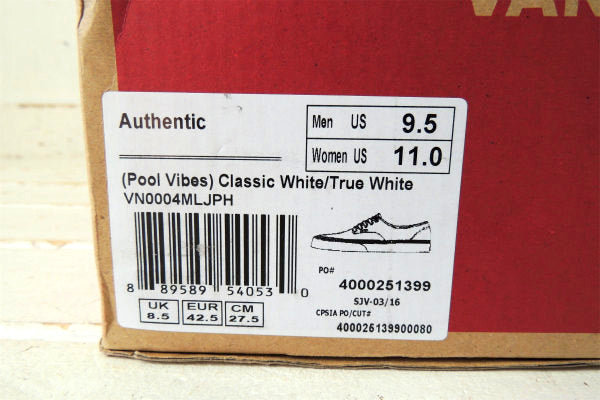 VAN
Authentic
Men US 9.5
Women US 11.0
(Pool Vibes) Classic White/True White
VN0004MLJPH
8 89589 54053 0
PO#
4000251399
SJV-03/16
CPSIA PO/CUT#
400025139900080
UK EUR CM
8.5 42.5 27.5